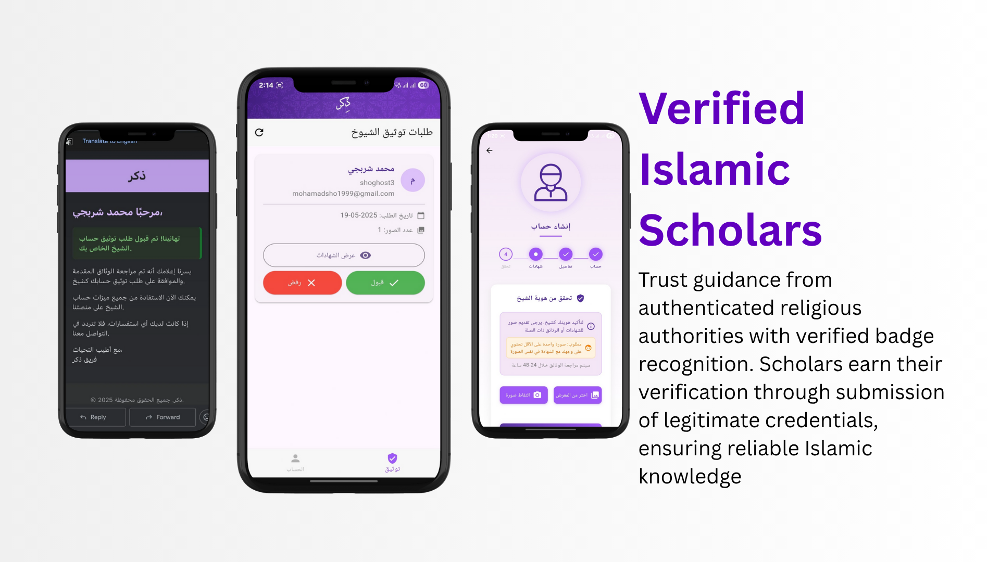 Translate to English
ذكر
مرحبًا محمد شربجي،
تهانينا! تم قبول طلب توثيق حساب
الشيخ الخاص بك.
يسرنا إعلامك أنه تم مراجعة الوثائق المقدمة
والموافقة على طلب توثيق حسابك كشيخ.
يمكنك الآن الاستفادة من جميع ميزات حساب
الشيخ على منصتنا.
إذا كانت لديك أي استفسارات، فلا تتردد في
التواصل معنا.
مع أطيب التحيات،
فريق ذكر
© 2025 ذكر. جميع الحقوق محفوظة.
Reply
Forward
2:14
60
ذِكر
طلبات توثيق الشيوخ
م
محمد شربجي
shoghost3
mohamadsho1999@gmail.com
تاريخ الطلب: 2025-05-19
عدد الصور: 1
عرض الشهادات
قبول
رفض
توثيق
الحساب
1:20
إنشاء حساب
4
حساب
تفاصيل
شهادات
تحقق
تحقق من هوية الشيخ
لتأكيد هويتك كشيخ، يرجى تقديم صور
للشهادات أو الوثائق ذات الصلة
مطلوب: صورة واحدة على الأقل تحتوي
على وجهك مع الشهادة في نفس الصورة
سيتم مراجعة الوثائق خلال 24-48 ساعة
اختر من المعرض
التقاط صورة
Verified
Islamic
Scholars
Trust guidance from
authenticated religious
authorities with verified badge
recognition. Scholars earn their
verification through submission
of legitimate credentials,
ensuring reliable Islamic
knowledge